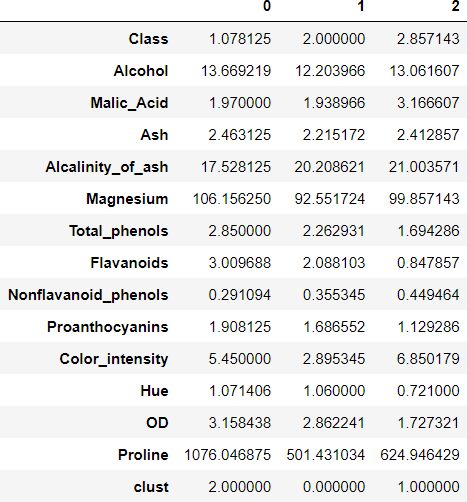 0 1 2
Class 1.078125 2.000000 2.857143
Alcohol 13.669219 12.203966 13.061607
Malic_Acid 1.970000 1.938966 3.166607
Ash 2.463125 2.215172 2.412857
Alcalinity_of_ash 17.528125 20.208621 21.003571
Magnesium 106.156250 92.551724 99.857143
Total_phenols 2.850000 2.262931 1.694286
Flavanoids 3.009688 2.088103 0.847857
Nonflavanoid_phenols 0.291094 0.355345 0.449464
Proanthocyanins 1.908125 1.686552 1.129286
Color_intensity 5.450000 2.895345 6.850179
Hue 1.071406 1.060000 0.721000
OD 3.158438 2.862241 1.727321
Proline 1076.046875 501.431034 624.946429
clust 2.000000 0.000000 1.000000